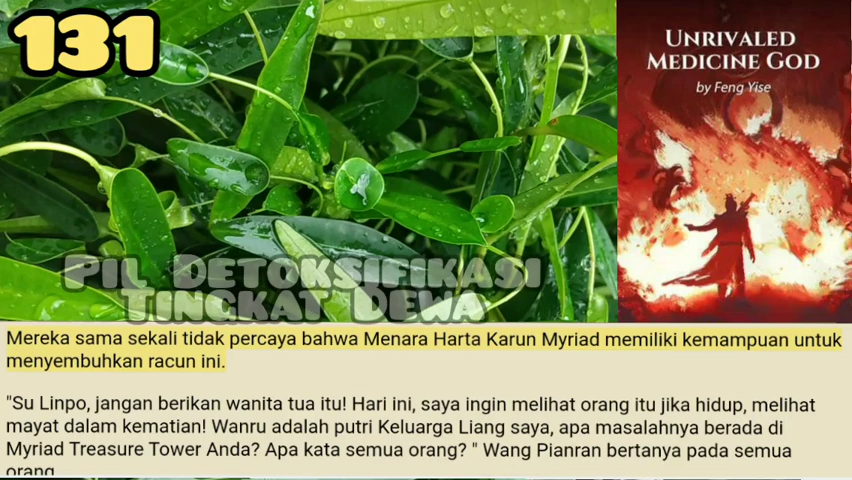 131
UNRIVALED
MEDICINE GOD
by Feng Yise
PIL DETOKSIFIKASI
TINGKAT DEWA
Mereka sama sekali tidak percaya bahwa Menara Harta Karun Myriad memiliki kemampuan untuk
menyembuhkan racun ini.
"Su Linpo, jangan berikan wanita tua itu! Hari ini, saya ingin melihat orang itu jika hidup, melihat
mayat dalam kematian! Wanru adalah putri Keluarga Liang saya, apa masalahnya berada di
Myriad Treasure Tower Anda? Apa kata semua orang? " Wang Pianran bertanya pada semua
orang